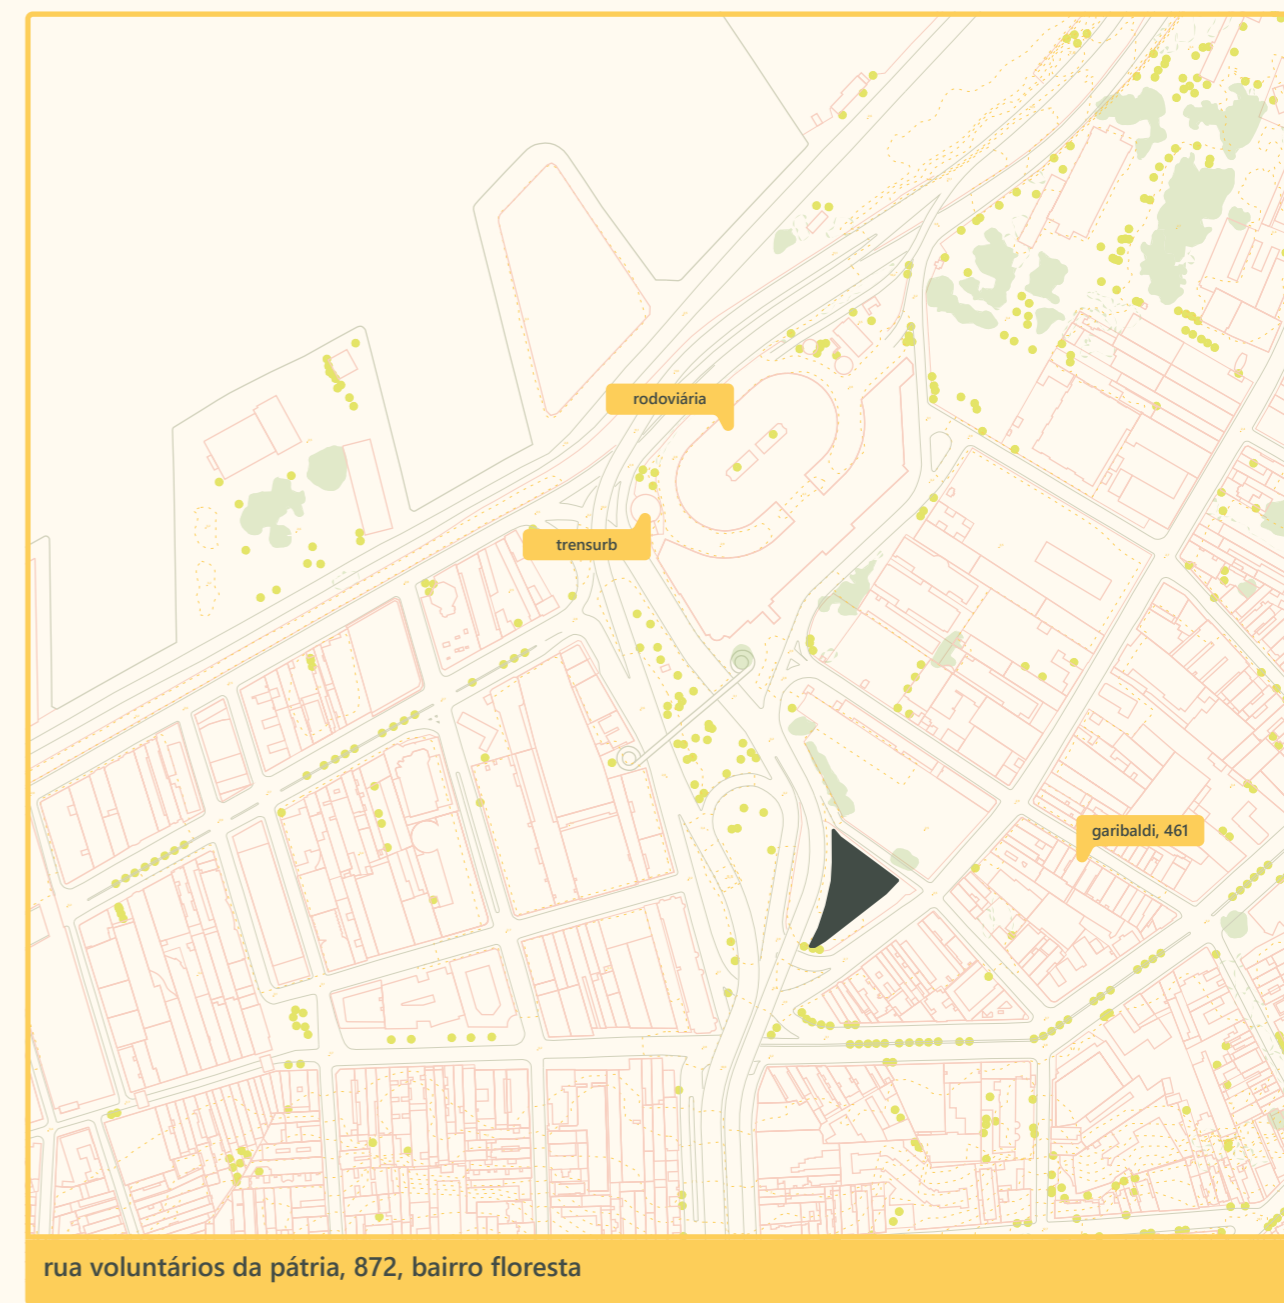 rodoviária
trensurb
garibaldi, 461
rua voluntários da pátria, 872, bairro floresta